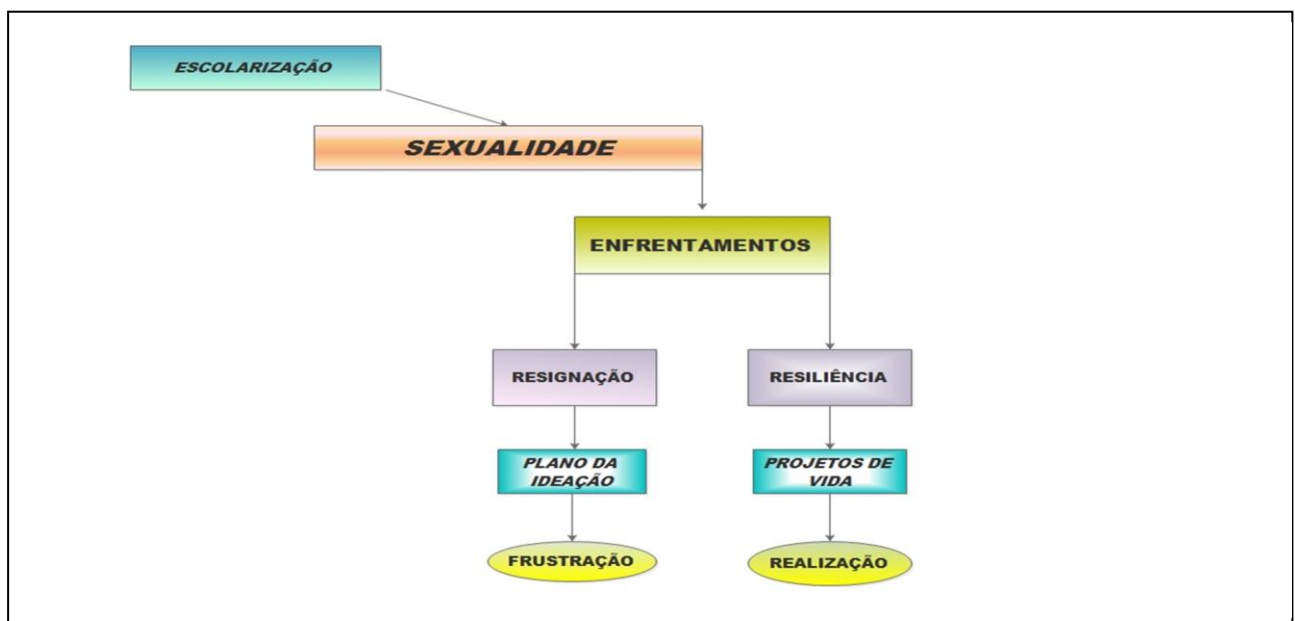 ESCOLARIZAÇÃO
SEXUALIDADE
ENFRENTAMENTOS
RESIGNAÇÃO
RESILIÊNCIA
PLANO DA
IDEAÇÃO
PROJETOS DE
VIDA
FRUSTRAÇÃO
REALIZAÇÃO